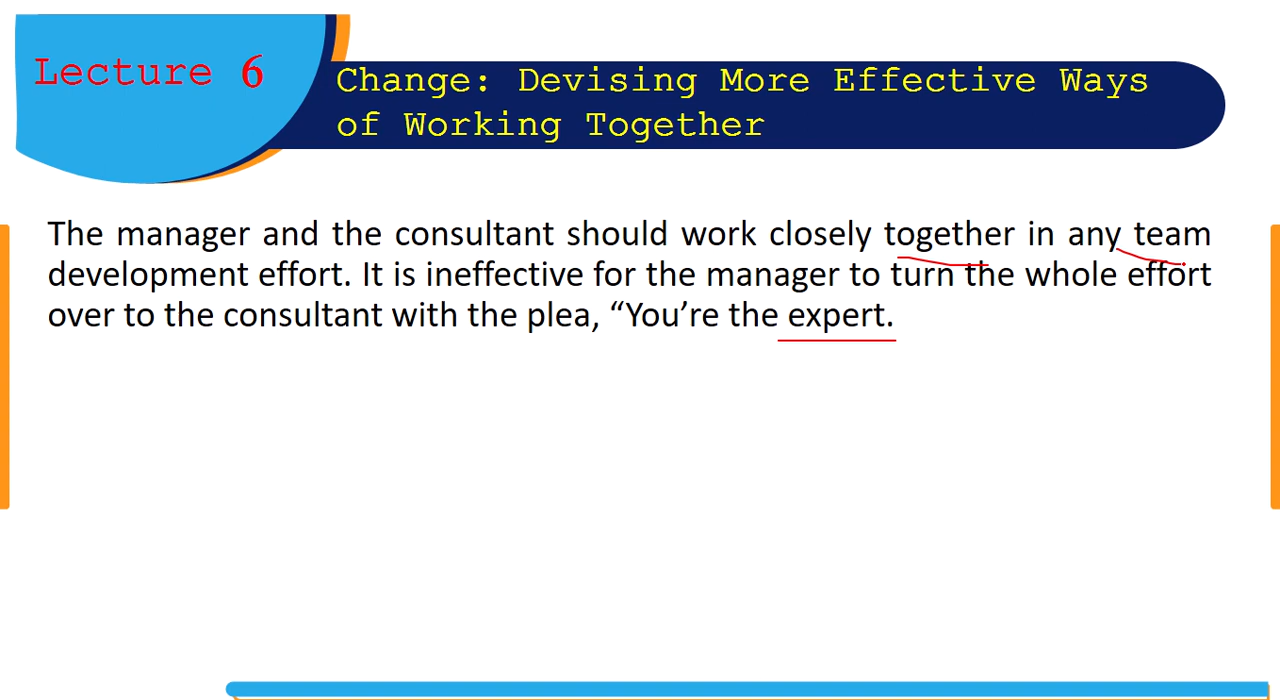 Lecture 6
Change: Devising More Effective Ways
of Working Together
The manager and the consultant should work closely together in any team
development effort. It is ineffective for the manager to turn the whole effort
over to the consultant with the plea, “You’re the expert.